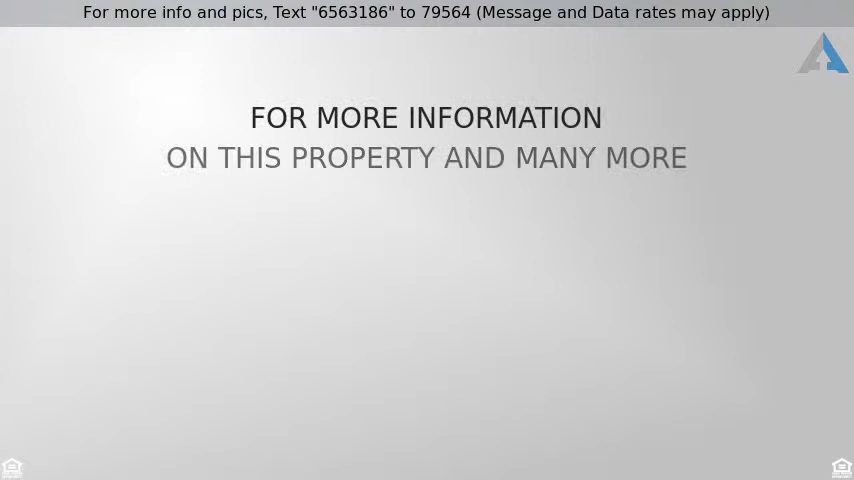 For more info and pics, Text "6563186" to 79564 (Message and Data rates may apply)
FOR MORE INFORMATION
ON THIS PROPERTY AND MANY MORE